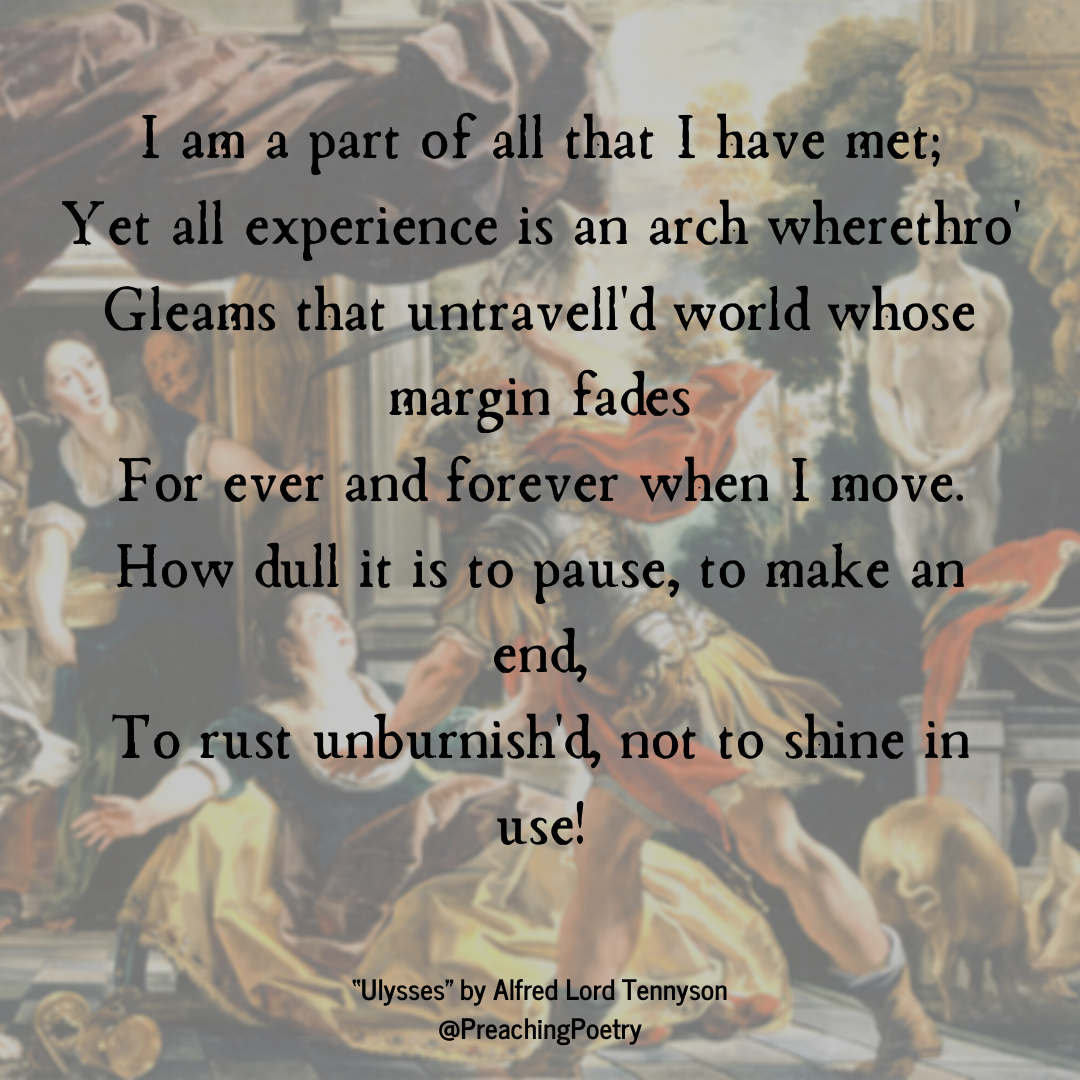 I am a part of all that I have met;
Yet all experience is an arch wherethro'
Gleams that untravell'd world whose
margin fades
For ever and forever when I move.
How dull it is to pause, to make an
end,
To rust unburnish'd, not to shine in
use!
“Ulysses” by Alfred Lord Tennyson
@PreachingPoetry